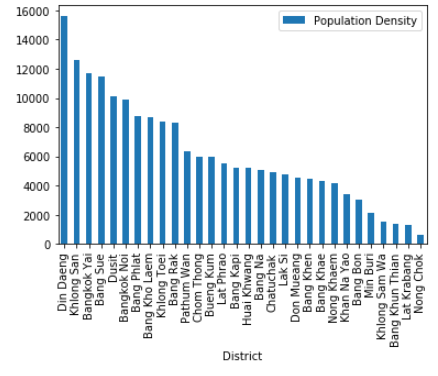 16000
14000
12000
10000
8000
6000
4000
2000
0
Population Density
Din Daeng
Khlong San
Bangkok Yai
Bang Sue
Dusit
Bangkok Noi
Bang Phlat
Bang Kho Laem
Khlong Toei
Bang Rak
Pathum Wan
Chom Thong
Bueng Kum
Lat Phrao
Bang Kapi
Huai Khwang
Bang Na
Chatuchak
Lak Si
Don Mueang
Bang Khen
Bang Khae
Nong Khaem
Khan Na Yao
Bang Bon
Min Buri
Khlong Sam Wa
Bang Khun Thian
Lat Krabang
Nong Chok
District